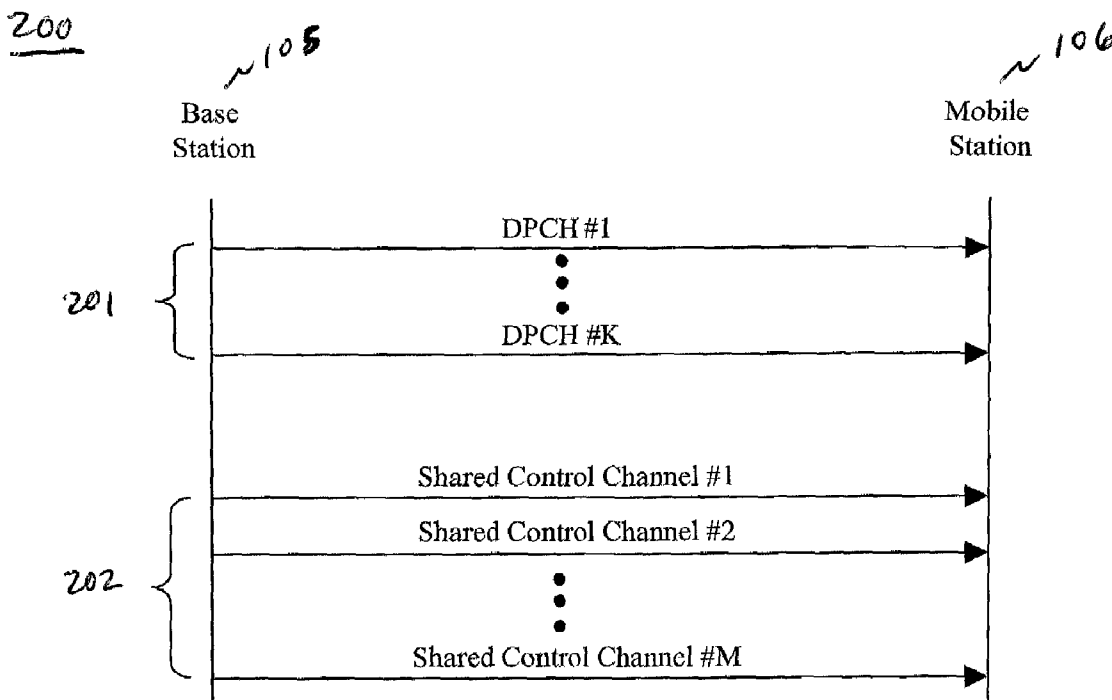 200
105
106
Base
Station
Mobile
Station
DPCH #1
201
DPCH #K
Shared Control Channel #1
Shared Control Channel #2
202
Shared Control Channel #M